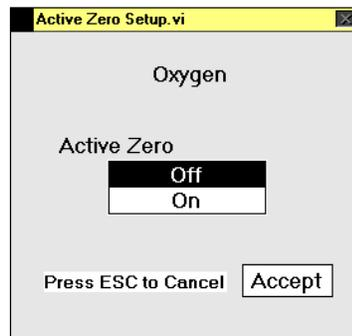 Active Zero Setup.vi
Oxygen
Active Zero
Off
On
Press ESC to Cancel Accept